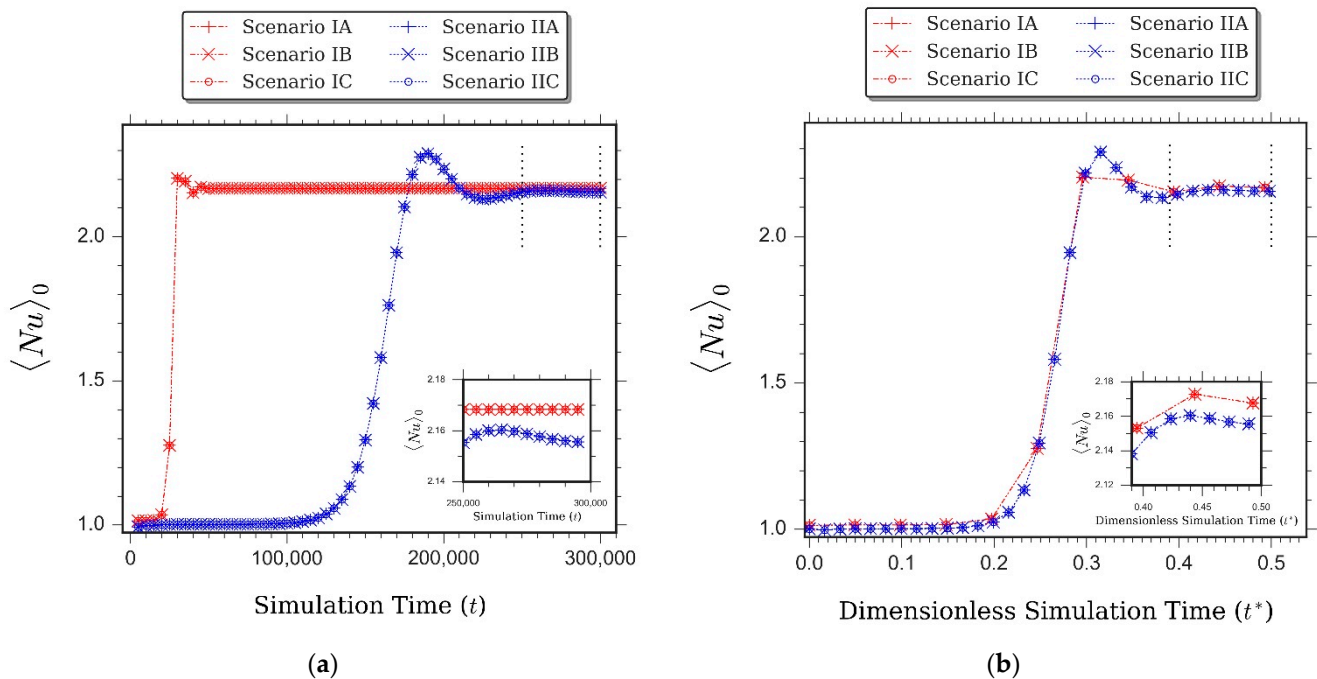 Scenario IA
Scenario IB
Scenario IC
Scenario IIA
Scenario IIB
Scenario IIC
⟨Nu⟩₀
2.0
1.5
1.0
0
100,000
200,000
300,000
Simulation Time (t)
⟨Nu⟩₀
2.18
2.16
2.14
250,000
300,000
Simulation Time (t)
(a)
Scenario IA
Scenario IB
Scenario IC
Scenario IIA
Scenario IIB
Scenario IIC
⟨Nu⟩₀
2.0
1.5
1.0
0.0
0.1
0.2
0.3
0.4
0.5
Dimensionless Simulation Time (t*)
⟨Nu⟩₀
2.18
2.16
2.14
2.12
0.40
0.45
0.50
Dimensionless Simulation Time (t*)
(b)